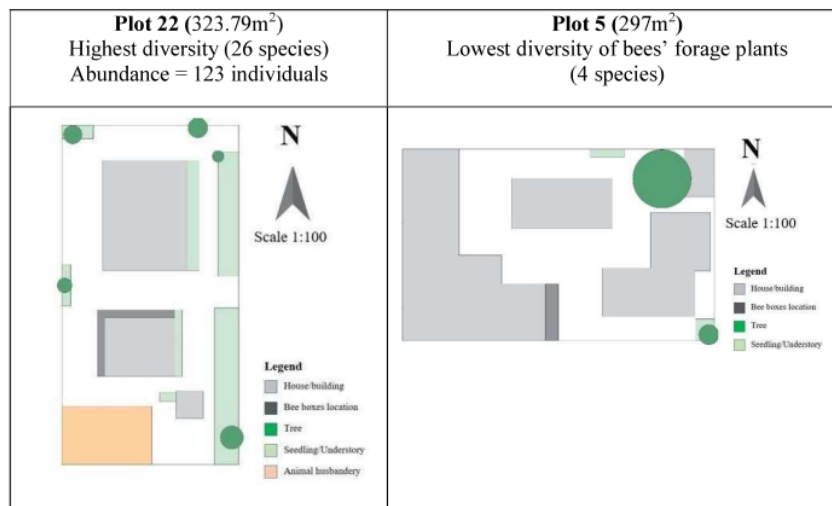 Plot 22 (323.79m²)
Highest diversity (26 species)
Abundance = 123 individuals
Plot 5 (297m²)
Lowest diversity of bees’ forage plants
(4 species)
N
Scale 1:100
Legend
House/building
Bee boxes location
Tree
Seedling/Understory
Animal husbandery
N
Scale 1:100
Legend
House/building
Bee boxes location
Tree
Seedling/Understory